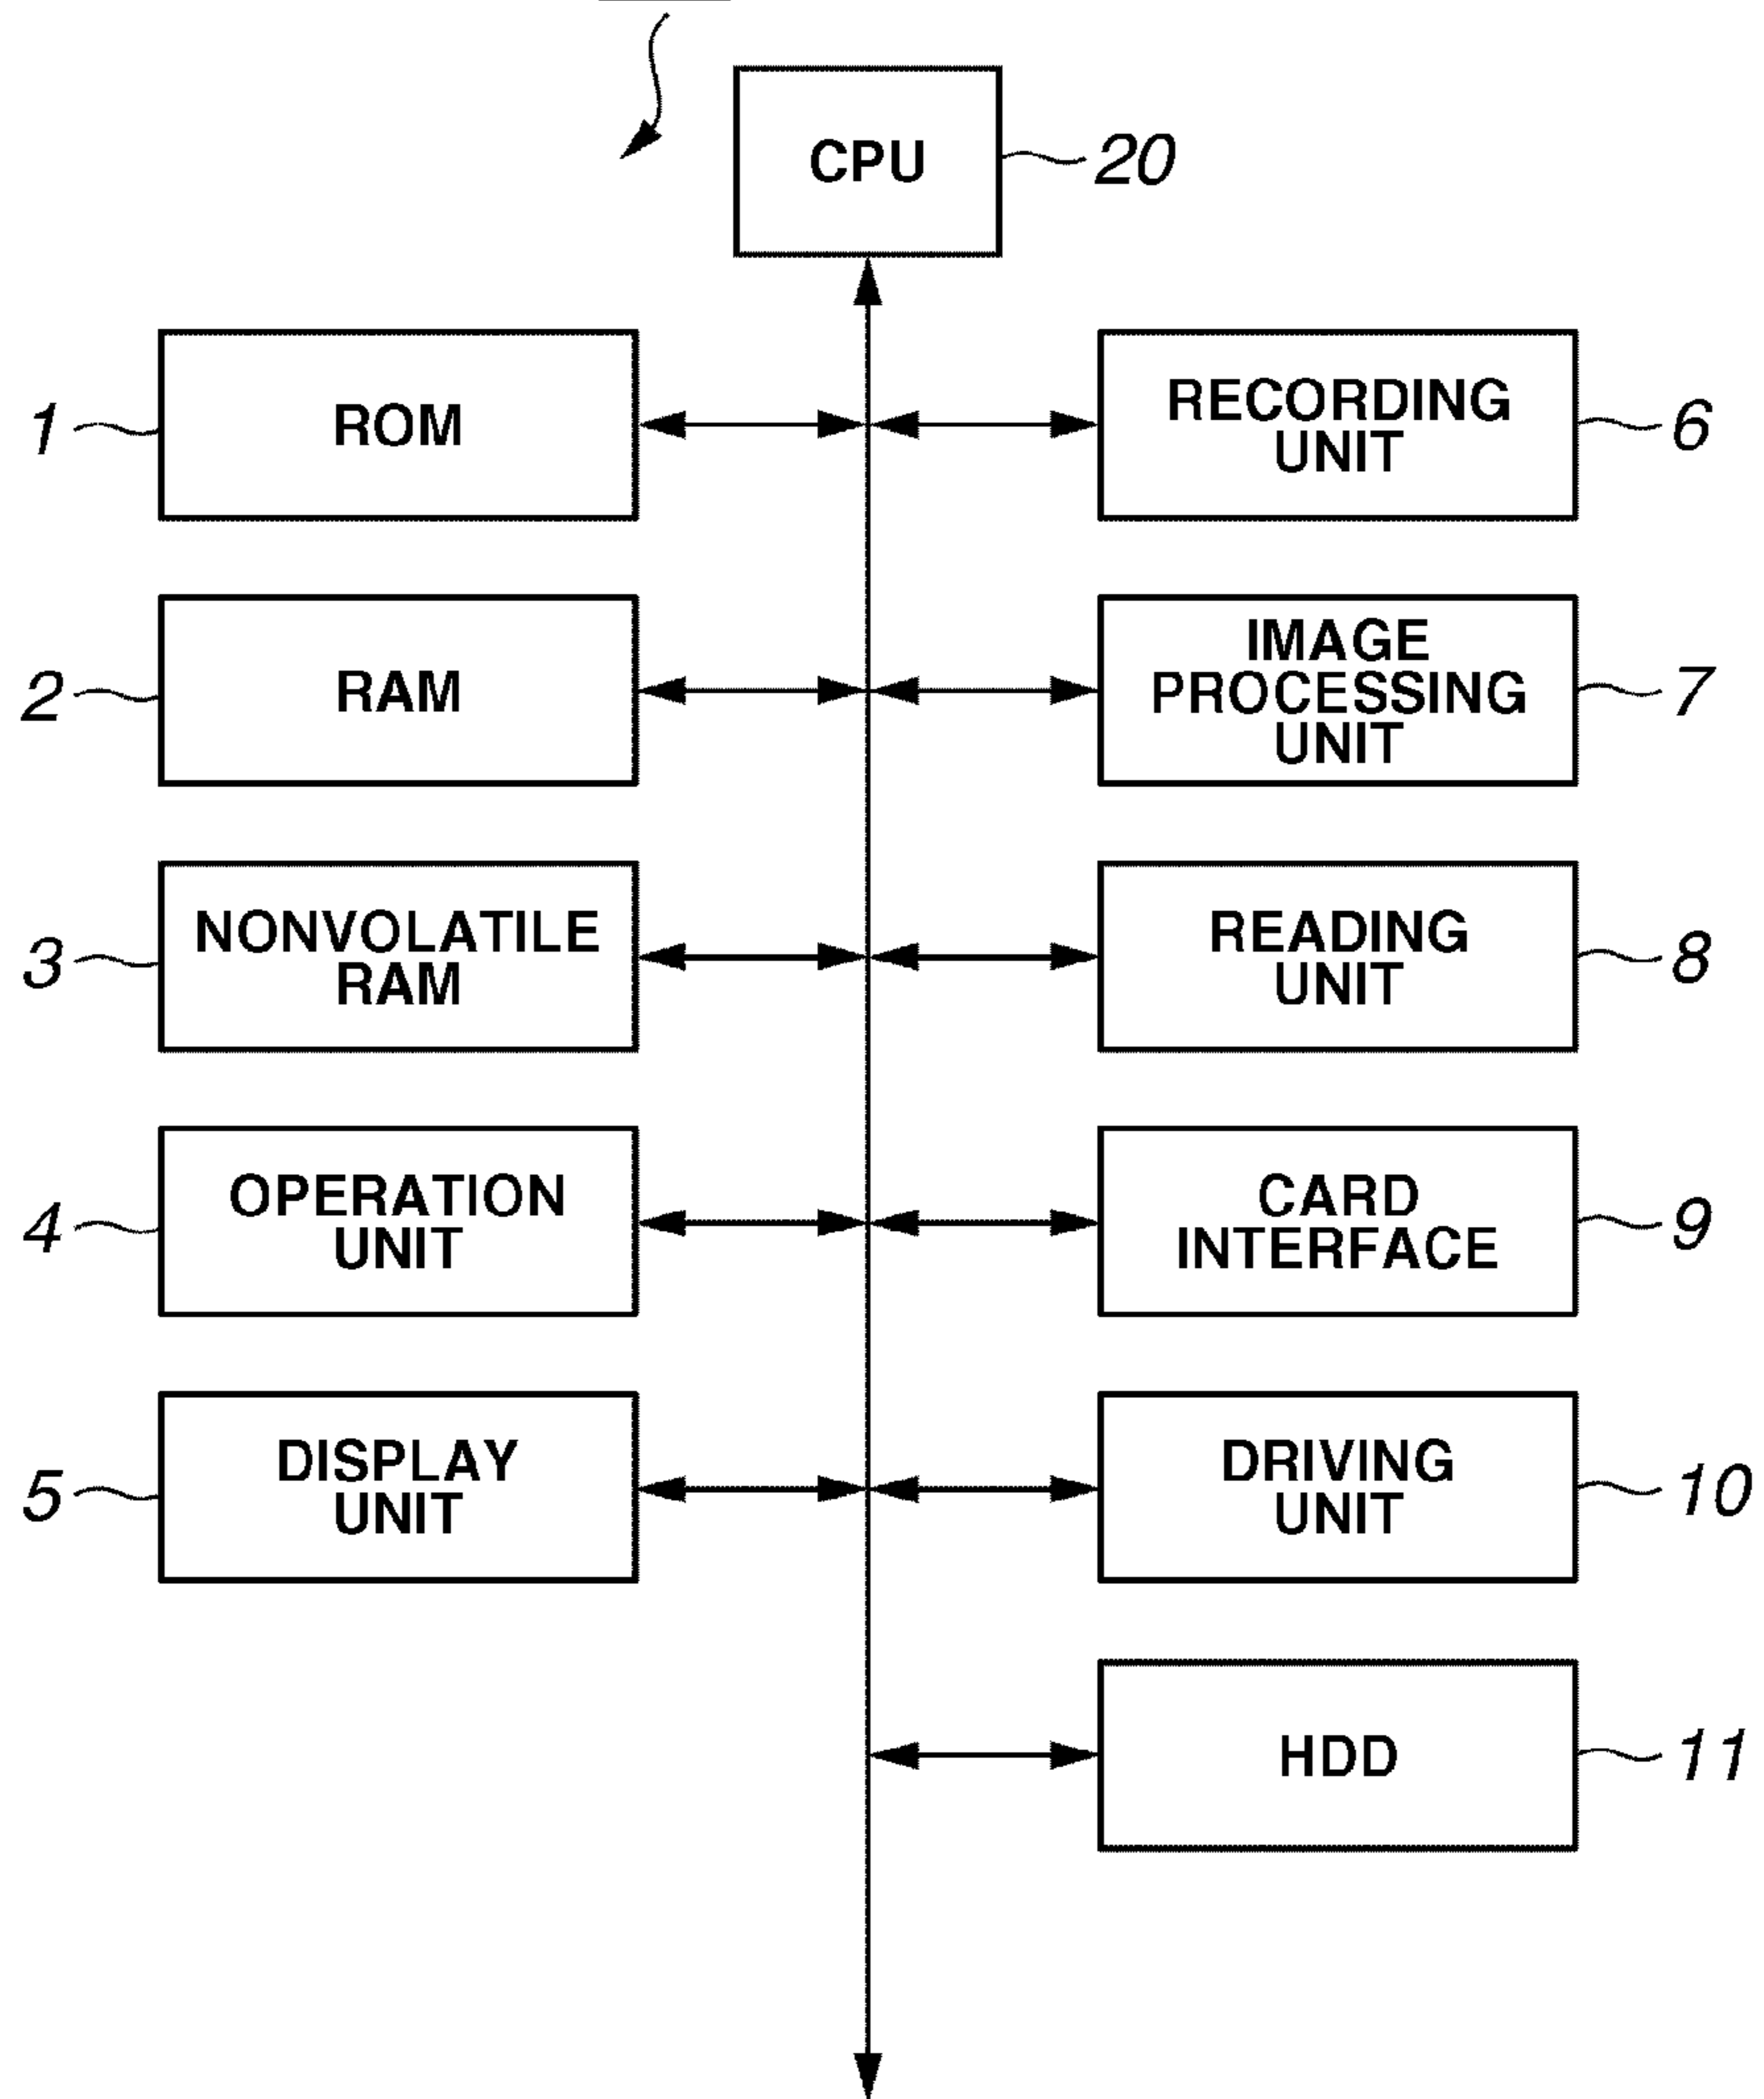 CPU
20
1
ROM
RECORDING
UNIT
6
2
RAM
IMAGE
PROCESSING
UNIT
7
3
NONVOLATILE
RAM
READING
UNIT
8
4
OPERATION
UNIT
CARD
INTERFACE
9
5
DISPLAY
UNIT
DRIVING
UNIT
10
HDD
11